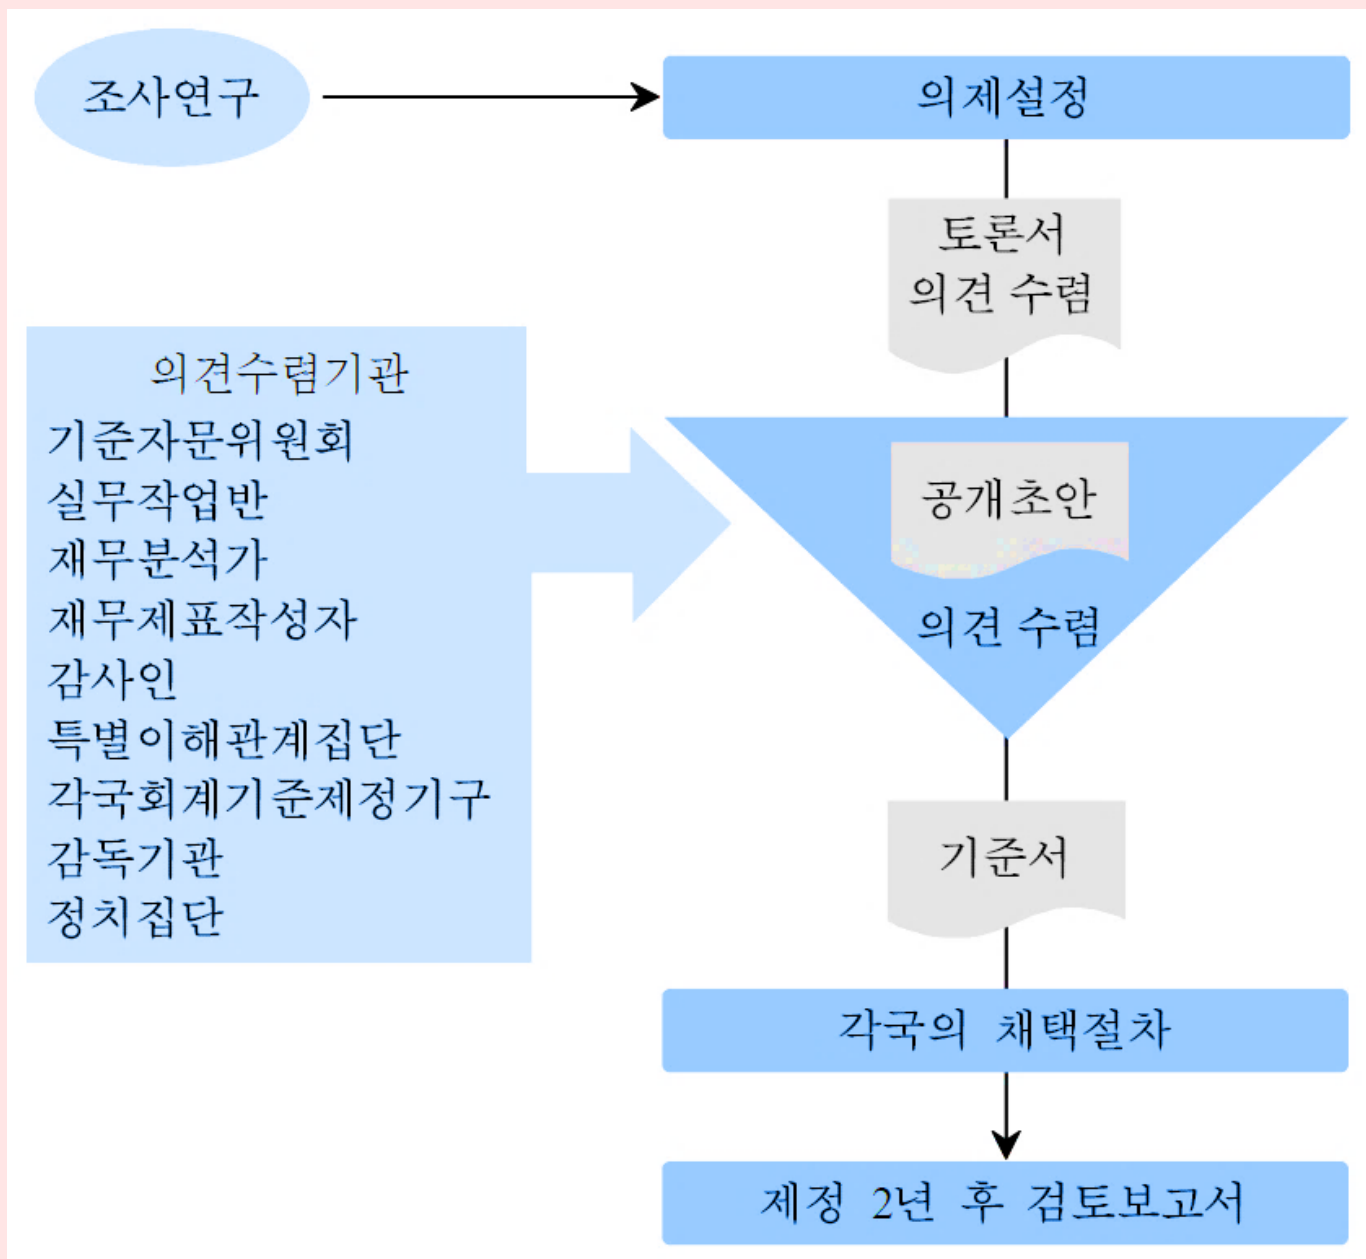 조사연구
의제설정
토론서
의견 수렴
의견수렴기관
기준자문위원회
실무작업반
재무분석가
재무제표작성자
감사인
특별이해관계집단
각국회계기준제정기구
감독기관
정치집단
공개초안
의견 수렴
기준서
각국의 채택절차
제정 2년 후 검토보고서